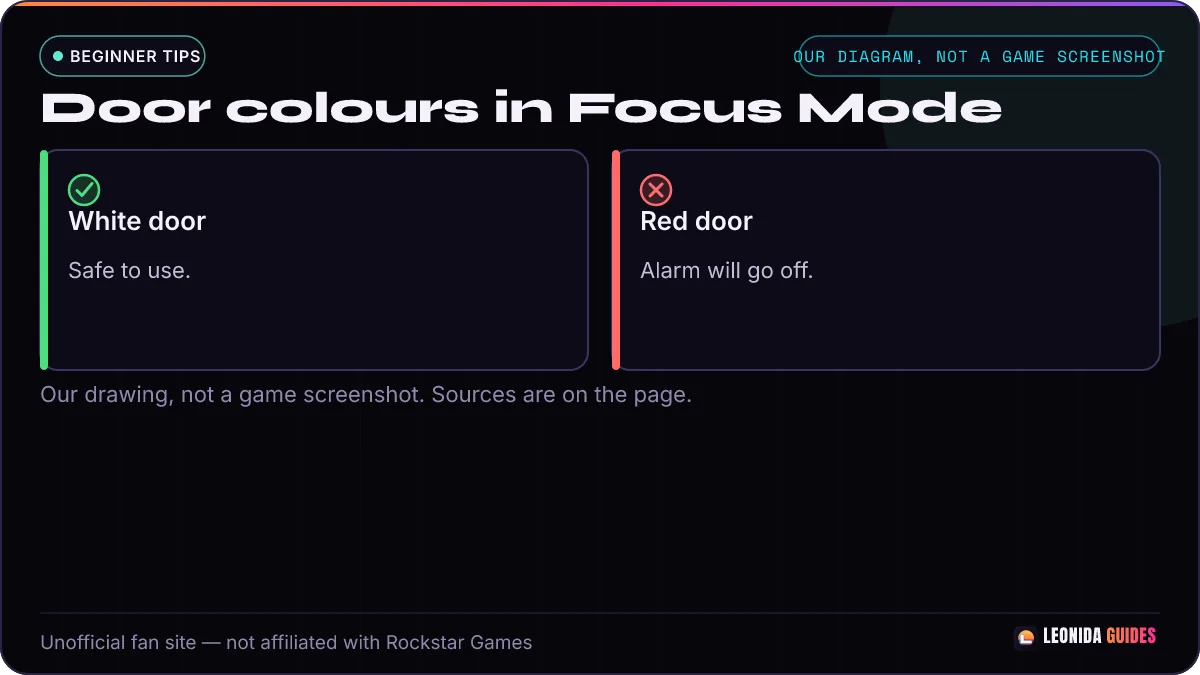 BEGINNER TIPS
OUR DIAGRAM, NOT A GAME SCREENSHOT
Door colours in Focus Mode
White door
Safe to use.
Red door
Alarm will go off.
Our drawing, not a game screenshot. Sources are on the page.
Unofficial fan site — not affiliated with Rockstar Games
LEONIDA GUIDES